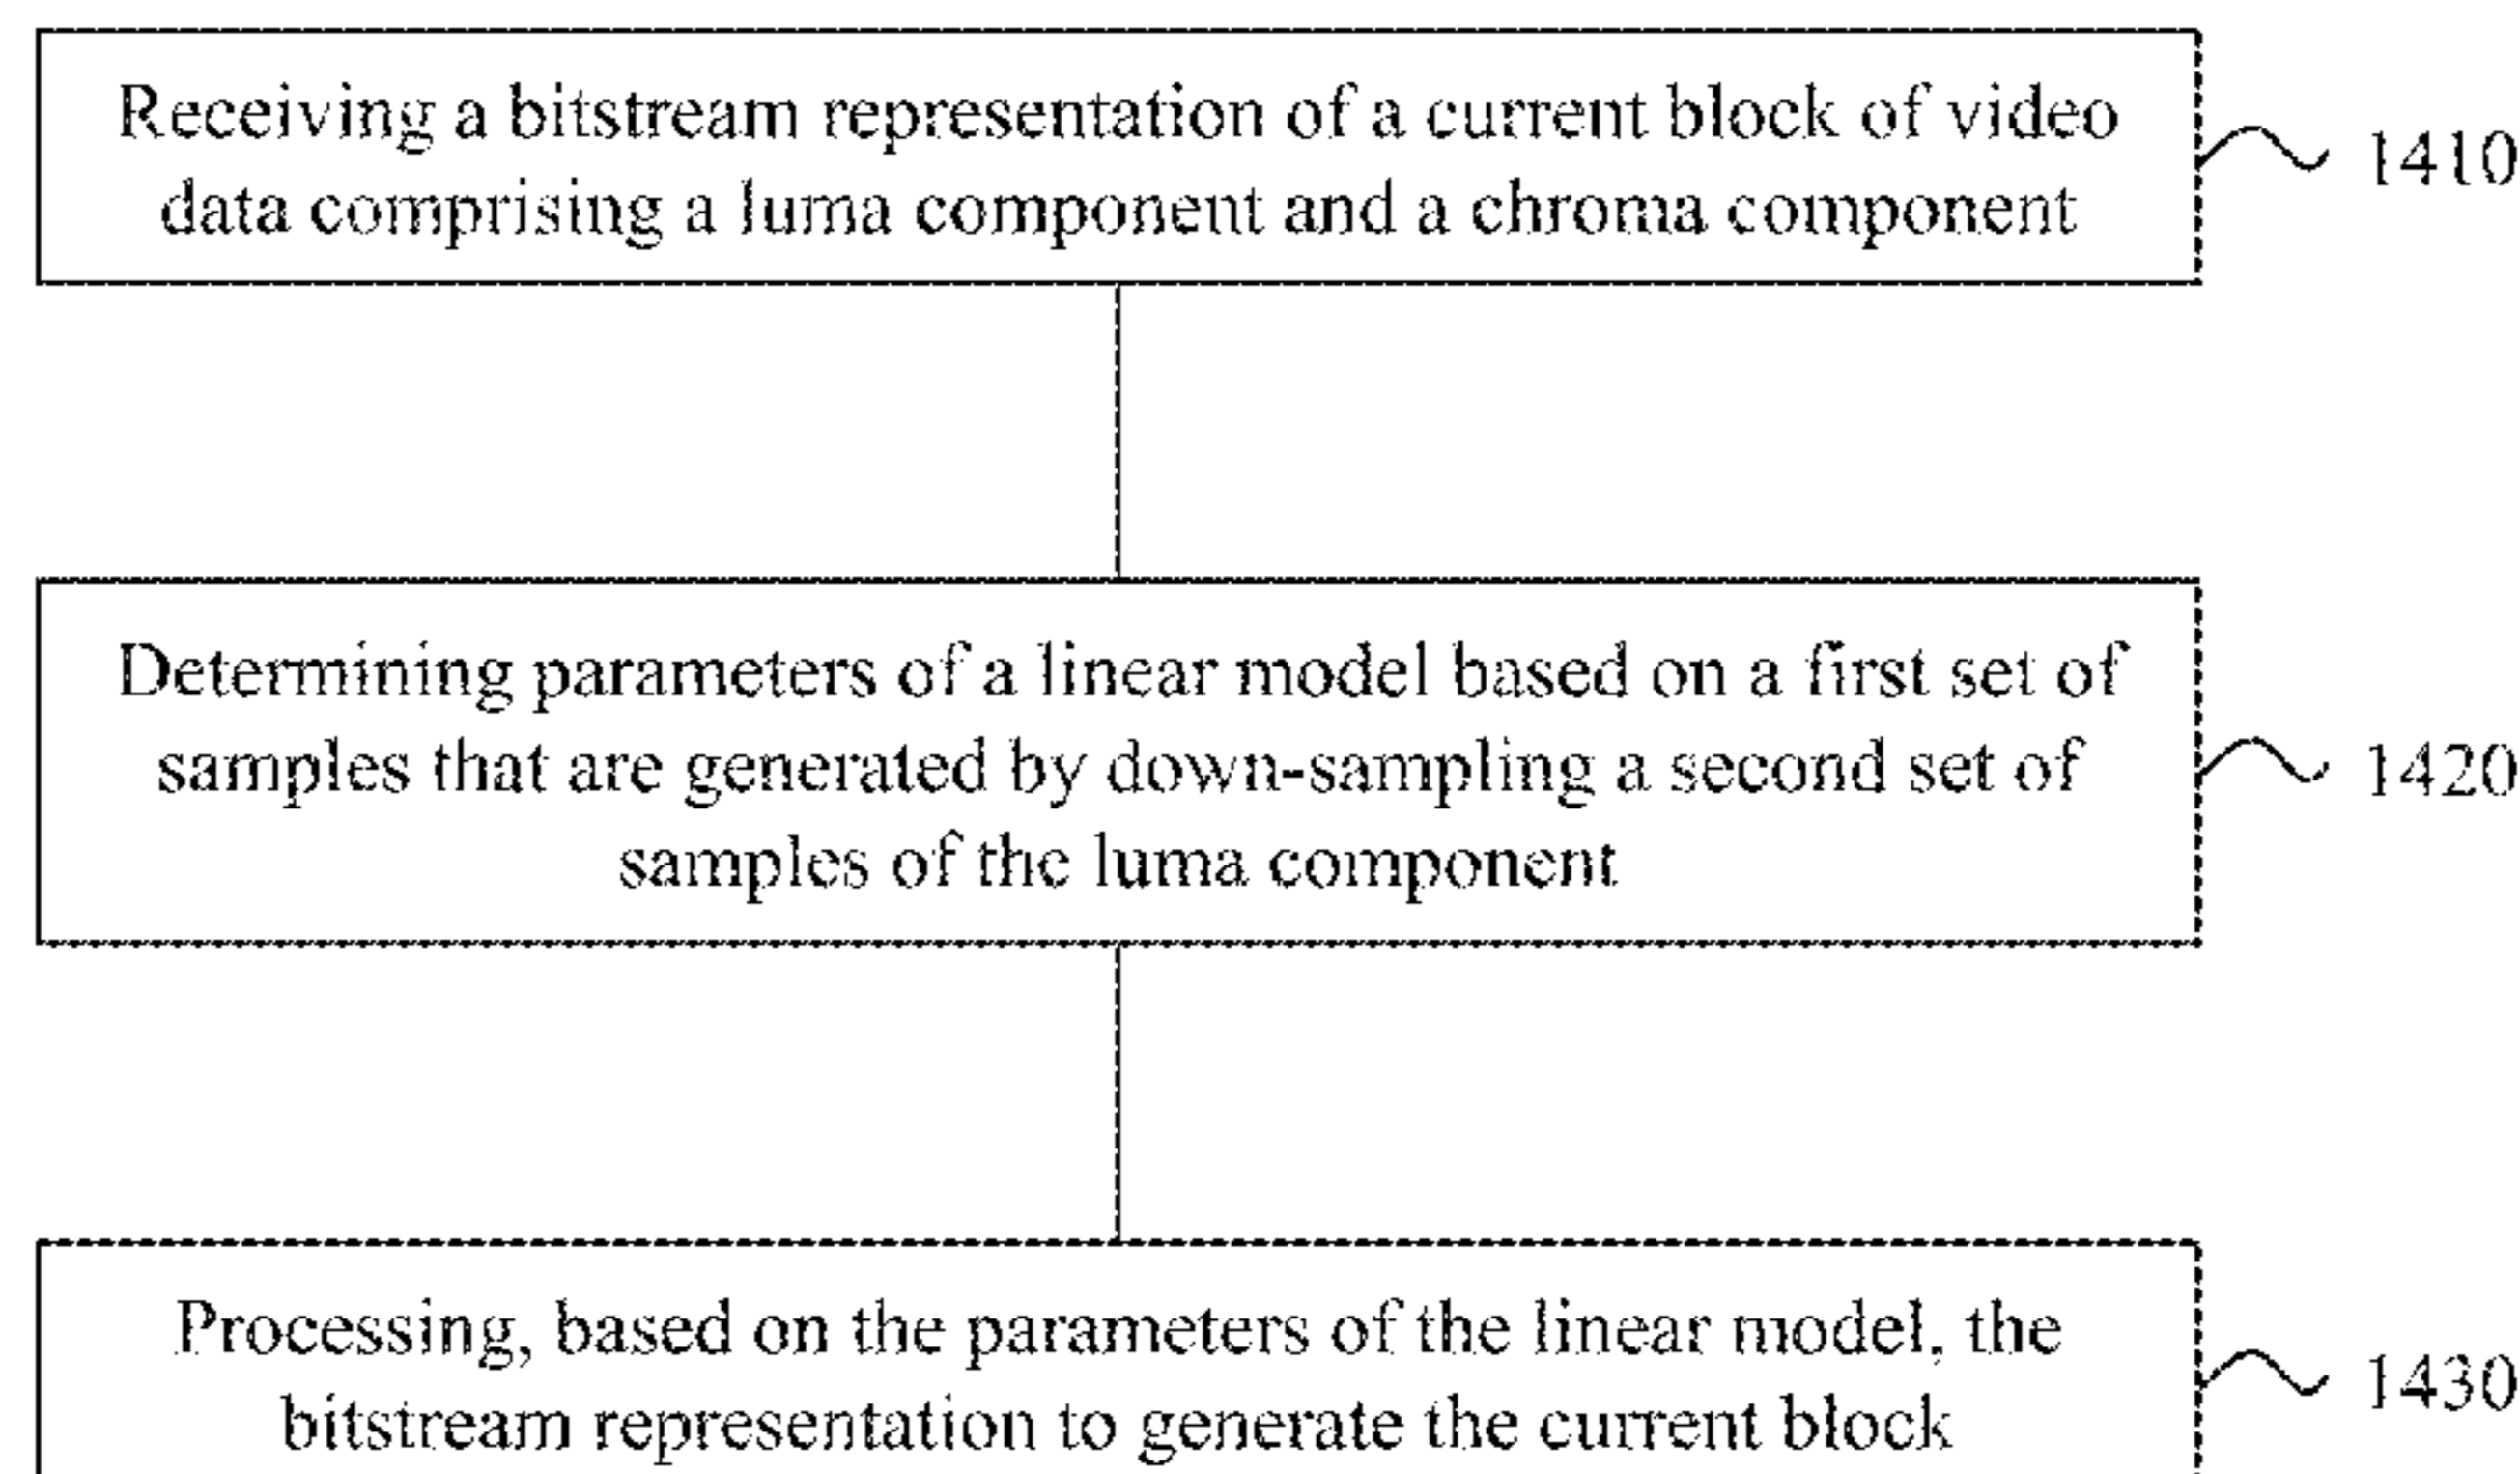 Receiving a bitstream representation of a current block of video
data comprising a luma component and a chroma component
1410
Determining parameters of a linear model based on a first set of
samples that are generated by down-sampling a second set of
samples of the luma component
1420
Processing, based on the parameters of the linear model, the
bitstream representation to generate the current block
1430